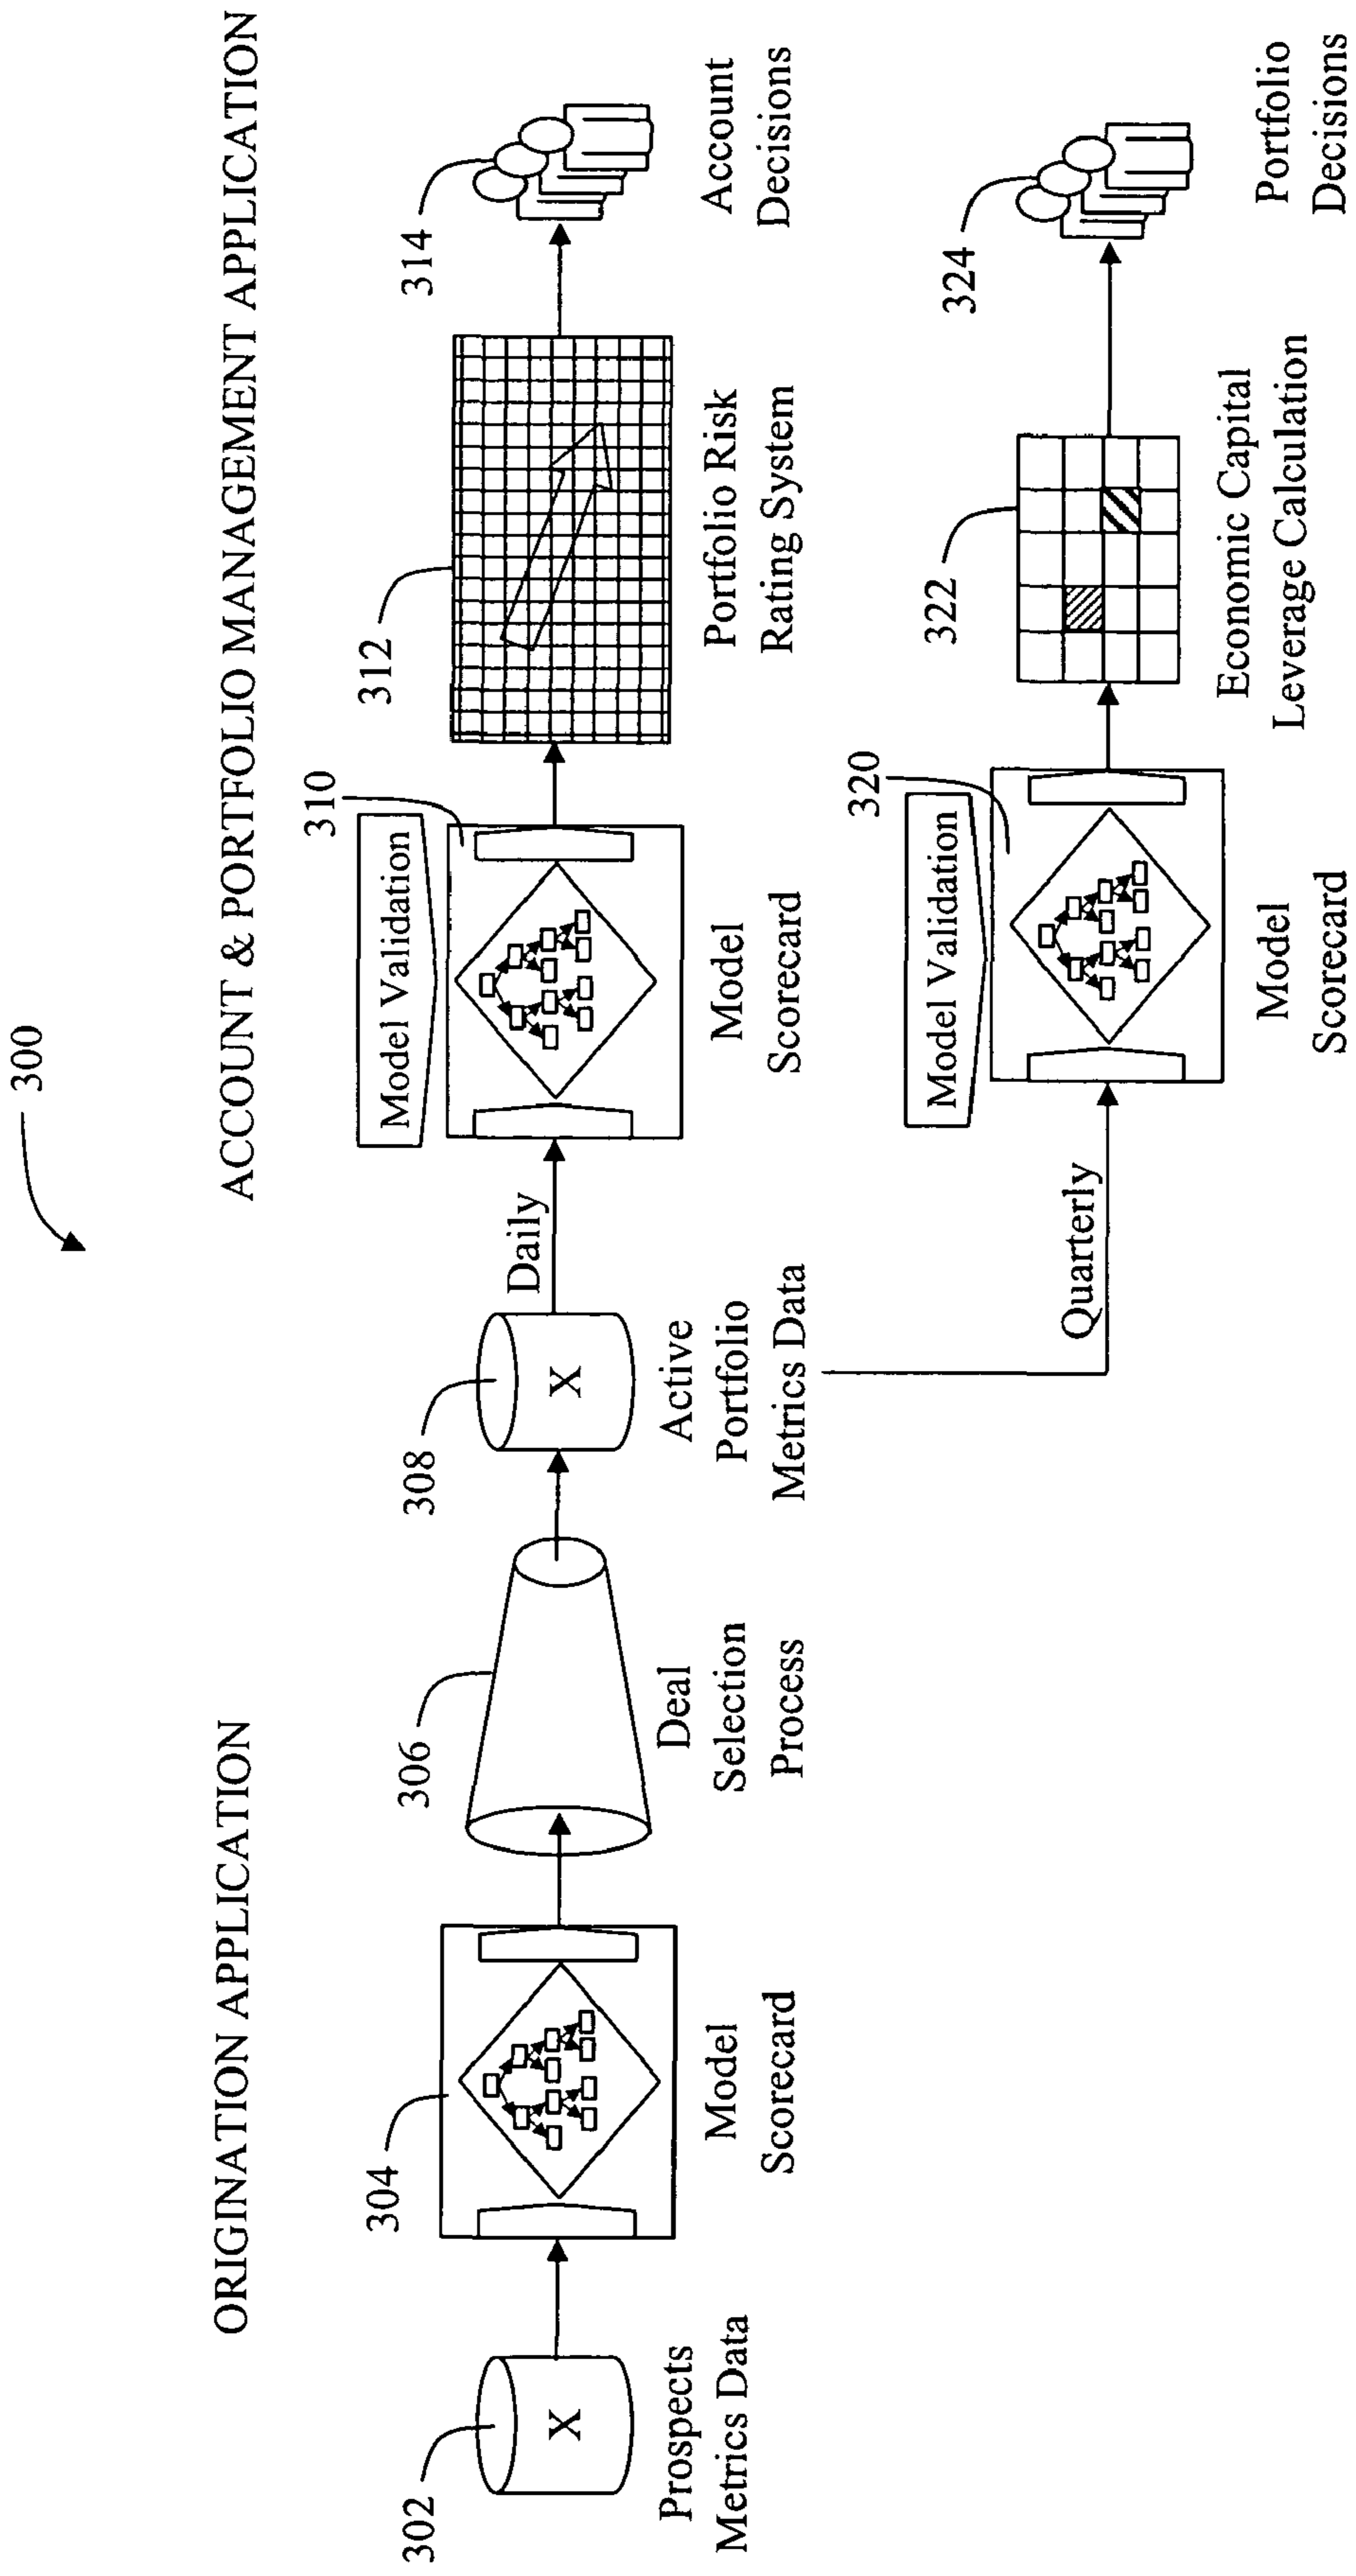 300
ORIGINATION APPLICATION
ACCOUNT & PORTFOLIO MANAGEMENT APPLICATION
302
X
Prospects
Metrics Data
304
Model
Scorecard
306
Deal
Selection
Process
308
X
Active
Portfolio
Metrics Data
Daily
310
Model Validation
Model
Scorecard
312
Portfolio Risk
Rating System
314
Account
Decisions
Quarterly
320
Model Validation
Model
Scorecard
322
Economic Capital
Leverage Calculation
324
Portfolio
Decisions